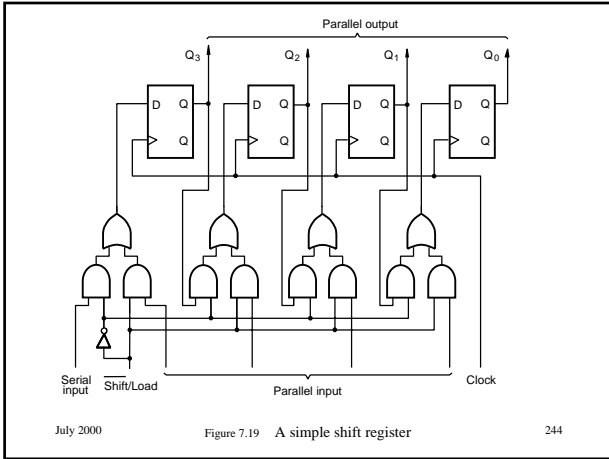 Parallel output
Q3 Q2 Q1 Q0
D Q D Q D Q D Q
Q Q Q Q
Serial input Shift/Load Parallel input Clock
July 2000 Figure 7.19 A simple shift register 244